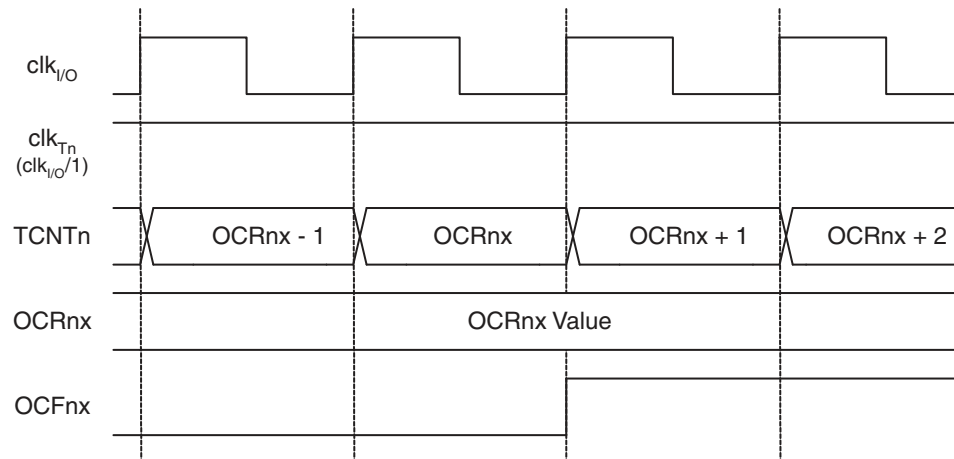 clkI/O
clkTn
(clkI/O/1)
TCNTn
OCRnx - 1
OCRnx
OCRnx + 1
OCRnx + 2
OCRnx
OCRnx Value
OCFnx